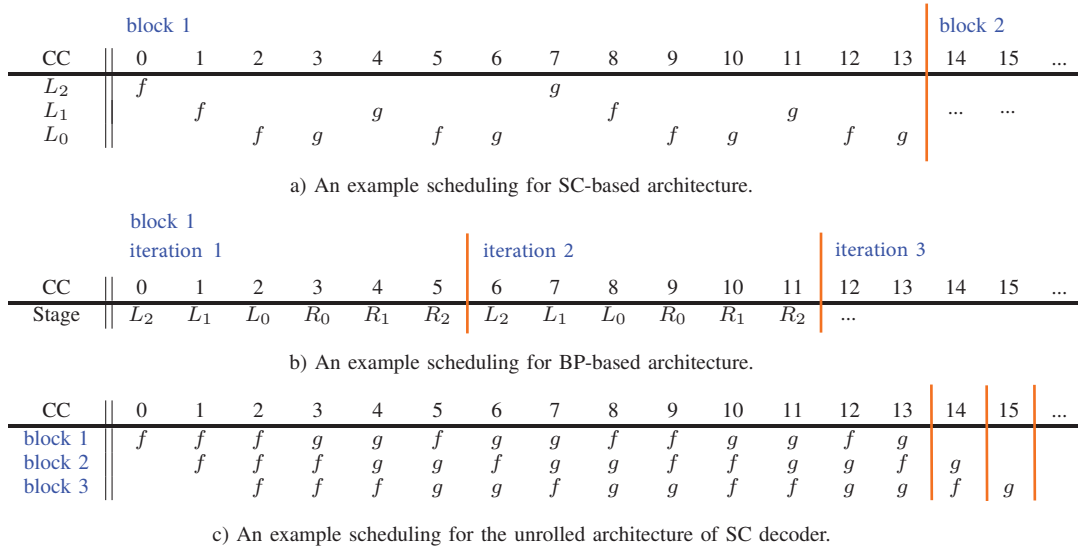 block 1 block 2
CC 0 1 2 3 4 5 6 7 8 9 10 11 12 13 14 15 ...
L₂ f g
L₁ f g f g ... ...
L₀ f g f g f g f g
a) An example scheduling for SC-based architecture.
block 1
iteration 1 iteration 2 iteration 3
CC 0 1 2 3 4 5 6 7 8 9 10 11 12 13 14 15 ...
Stage L₂ L₁ L₀ R₀ R₁ R₂ L₂ L₁ L₀ R₀ R₁ R₂ ...
b) An example scheduling for BP-based architecture.
CC 0 1 2 3 4 5 6 7 8 9 10 11 12 13 14 15 ...
block 1 f f f g g f g g f f g g f g
block 2 f f f g g f g g f f g g f g
block 3 f f f g g f g g f f g g f g
c) An example scheduling for the unrolled architecture of SC decoder.